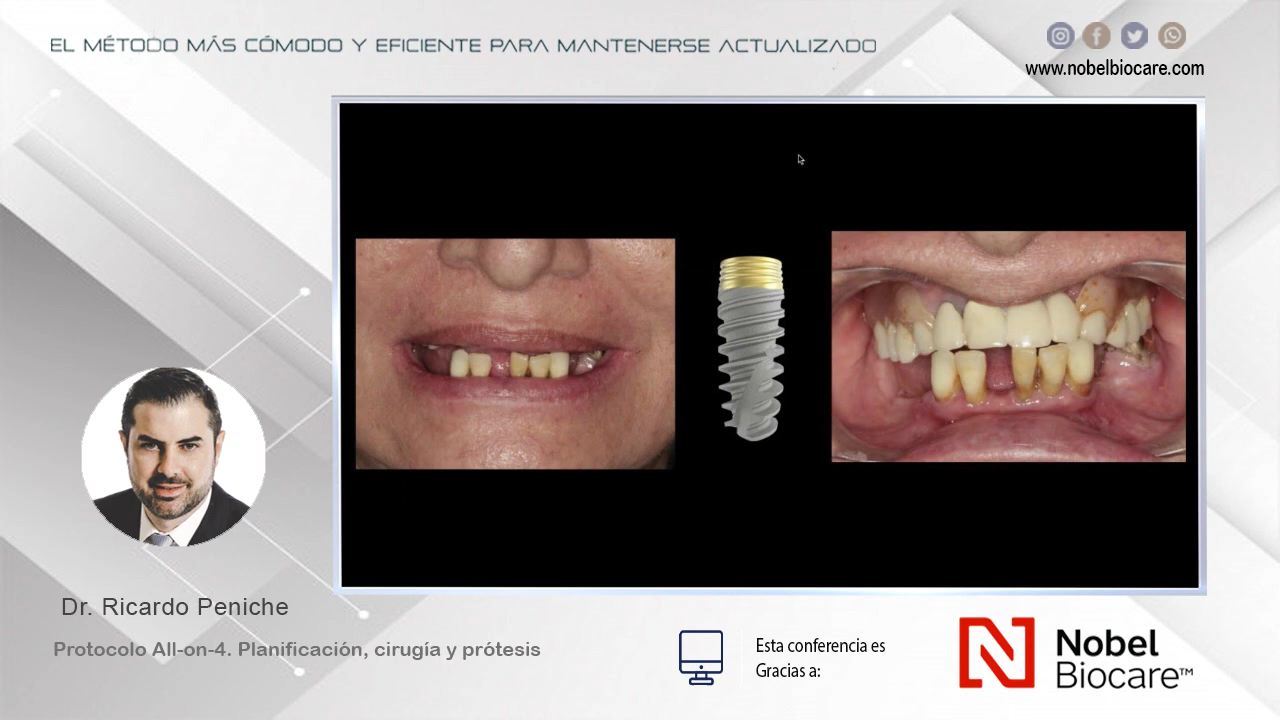 EL MÉTODO MÁS CÓMODO Y EFICIENTE PARA MANTENERSE ACTUALIZADO
www.nobelbiocare.com
Dr. Ricardo Peniche
Protocolo All-on-4. Planificación, cirugía y prótesis
Esta conferencia es
Gracias a:
Nobel
Biocare™